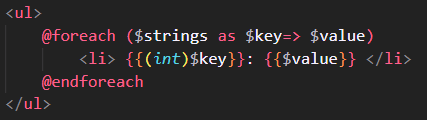 <ul>
    @foreach ($strings as $key=> $value)
        <li> {{(int)$key}}: {{$value}} </li>
    @endforeach
</ul>